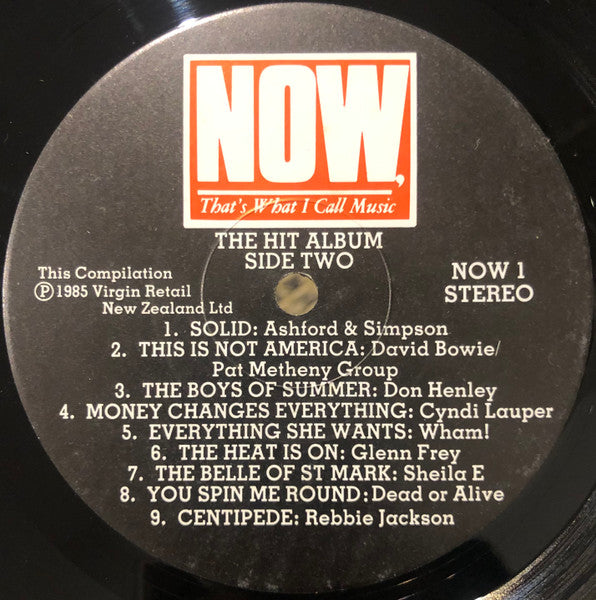 NOW,
That's What I Call Music
THE HIT ALBUM
SIDE TWO
This Compilation
Ⓟ 1985 Virgin Retail
New Zealand Ltd
NOW 1
STEREO
1. SOLID: Ashford & Simpson
2. THIS IS NOT AMERICA: David Bowie/
Pat Metheny Group
3. THE BOYS OF SUMMER: Don Henley
4. MONEY CHANGES EVERYTHING: Cyndi Lauper
5. EVERYTHING SHE WANTS: Wham!
6. THE HEAT IS ON: Glenn Frey
7. THE BELLE OF ST MARK: Sheila E
8. YOU SPIN ME ROUND: Dead or Alive
9. CENTIPEDE: Rebbie Jackson